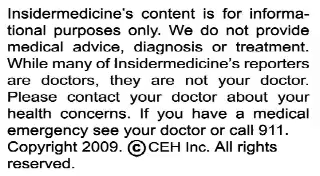 Insidermedicine's content is for informa-
tional purposes only. We do not provide
medical advice, diagnosis or treatment.
While many of Insidermedicine's reporters
are doctors, they are not your doctor.
Please contact your doctor about your
health concerns. If you have a medical
emergency see your doctor or call 911.
Copyright 2009. ©CEH Inc. All rights
reserved.